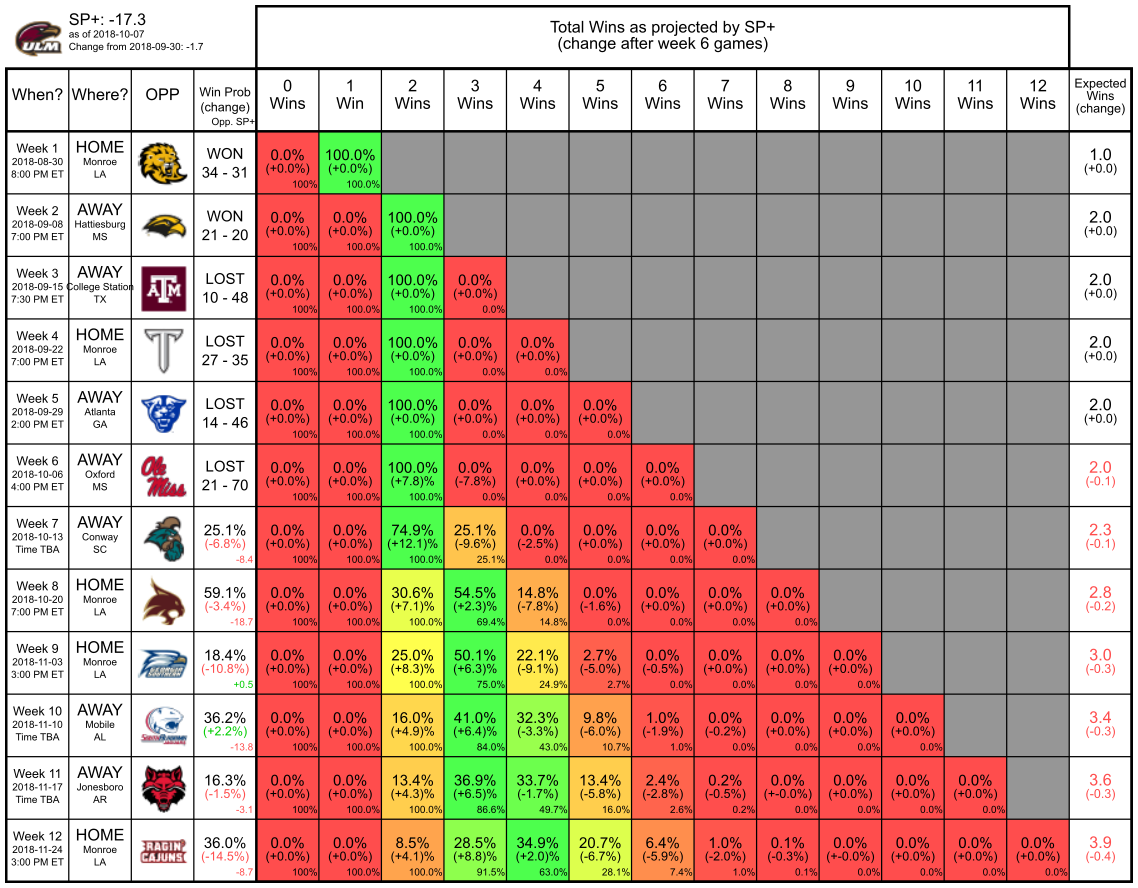 ULM
SP+: -17.3
as of 2018-10-07
Change from 2018-09-30: -1.7
Total Wins as projected by SP+
(change after week 6 games)
When? Where? OPP Win Prob (change) Opp. SP+ 0 Wins 1 Win 2 Wins 3 Wins 4 Wins 5 Wins 6 Wins 7 Wins 8 Wins 9 Wins 10 Wins 11 Wins 12 Wins Expected Wins (change)
Week 1 HOME WON 0.0% 100.0% 1.0
2018-08-30 Monroe 34 - 31 (+0.0%) (+0.0%) (+0.0)
8:00 PM ET LA 100% 100.0%
Week 2 AWAY WON 0.0% 0.0% 100.0% 2.0
2018-09-08 Hattiesburg 21 - 20 (+0.0%) (+0.0%) (+0.0)% (+0.0)
7:00 PM ET MS 100% 100.0% 100.0%
Week 3 AWAY LOST 0.0% 0.0% 100.0% 0.0% 2.0
2018-09-15 College Station ATM 10 - 48 (+0.0%) (+0.0%) (+0.0)% (+0.0%) (+0.0)
7:30 PM ET TX 100% 100.0% 100.0% 0.0%
Week 4 HOME T LOST 0.0% 0.0% 100.0% 0.0% 0.0% 2.0
2018-09-22 Monroe 27 - 35 (+0.0%) (+0.0%) (+0.0)% (+0.0%) (+0.0%) (+0.0)
7:00 PM ET LA 100% 100.0% 100.0% 0.0% 0.0%
Week 5 AWAY LOST 0.0% 0.0% 100.0% 0.0% 0.0% 0.0% 2.0
2018-09-29 Atlanta 14 - 46 (+0.0%) (+0.0%) (+0.0)% (+0.0%) (+0.0%) (+0.0%) (+0.0)
2:00 PM ET GA 100% 100.0% 100.0% 0.0% 0.0% 0.0%
Week 6 AWAY Ole Miss LOST 0.0% 0.0% 100.0% 0.0% 0.0% 0.0% 0.0% 2.0
2018-10-06 Oxford 21 - 70 (+0.0%) (+0.0%) (+7.8)% (-7.8%) (+0.0%) (+0.0%) (+0.0%) (-0.1)
4:00 PM ET MS 100% 100.0% 100.0% 0.0% 0.0% 0.0% 0.0%
Week 7 AWAY 25.1% 0.0% 0.0% 74.9% 25.1% 0.0% 0.0% 0.0% 0.0% 2.3
2018-10-13 Conway (-6.8%) (+0.0%) (+0.0%) (+12.1)% (-9.6%) (-2.5%) (+0.0%) (+0.0%) (+0.0%) (-0.1)
Time TBA SC -8.4 100% 100.0% 100.0% 25.1% 0.0% 0.0% 0.0% 0.0%
Week 8 HOME 59.1% 0.0% 0.0% 30.6% 54.5% 14.8% 0.0% 0.0% 0.0% 0.0% 2.8
2018-10-20 Monroe (-3.4%) (+0.0%) (+0.0%) (+7.1)% (+2.3)% (-7.8%) (-1.6%) (+0.0%) (+0.0%) (+0.0%) (-0.2)
7:00 PM ET LA -18.7 100% 100.0% 100.0% 69.4% 14.8% 0.0% 0.0% 0.0% 0.0%
Week 9 HOME 18.4% 0.0% 0.0% 25.0% 50.1% 22.1% 2.7% 0.0% 0.0% 0.0% 0.0% 3.0
2018-11-03 Monroe (-10.8%) (+0.0%) (+0.0%) (+8.3)% (+6.3)% (-9.1%) (-5.0%) (-0.5%) (+0.0%) (+0.0%) (+0.0%) (-0.3)
3:00 PM ET LA +0.5 100% 100.0% 100.0% 75.0% 24.9% 2.7% 0.0% 0.0% 0.0% 0.0%
Week 10 AWAY 36.2% 0.0% 0.0% 16.0% 41.0% 32.3% 9.8% 1.0% 0.0% 0.0% 0.0% 0.0% 3.4
2018-11-10 Mobile (+2.2%) (+0.0%) (+0.0%) (+4.9)% (+6.4)% (-3.3%) (-6.0%) (-1.9%) (-0.2%) (+0.0%) (+0.0%) (+0.0%) (-0.3)
Time TBA AL -13.8 100% 100.0% 100.0% 84.0% 43.0% 10.7% 1.0% 0.0% 0.0% 0.0% 0.0%
Week 11 AWAY 16.3% 0.0% 0.0% 13.4% 36.9% 33.7% 13.4% 2.4% 0.2% 0.0% 0.0% 0.0% 0.0% 3.6
2018-11-17 Jonesboro (-1.5%) (+0.0%) (+0.0%) (+4.3)% (+6.5)% (-1.7%) (-5.8%) (-2.8%) (-0.5%) (+-0.0%) (+0.0%) (+0.0%) (+0.0%) (-0.3)
Time TBA AR -3.1 100% 100.0% 100.0% 86.6% 49.7% 16.0% 2.6% 0.2% 0.0% 0.0% 0.0% 0.0%
Week 12 HOME RAGIN' CAJUNS 36.0% 0.0% 0.0% 8.5% 28.5% 34.9% 20.7% 6.4% 1.0% 0.1% 0.0% 0.0% 0.0% 0.0% 3.9
2018-11-24 Monroe (-14.5%) (+0.0%) (+0.0%) (+4.1)% (+8.8)% (+2.0)% (-6.7%) (-5.9%) (-2.0%) (-0.3%) (+-0.0%) (+0.0%) (+0.0%) (+0.0%) (-0.4)
3:00 PM ET LA -8.7 100% 100.0% 100.0% 91.5% 63.0% 28.1% 7.4% 1.0% 0.1% 0.0% 0.0% 0.0% 0.0%